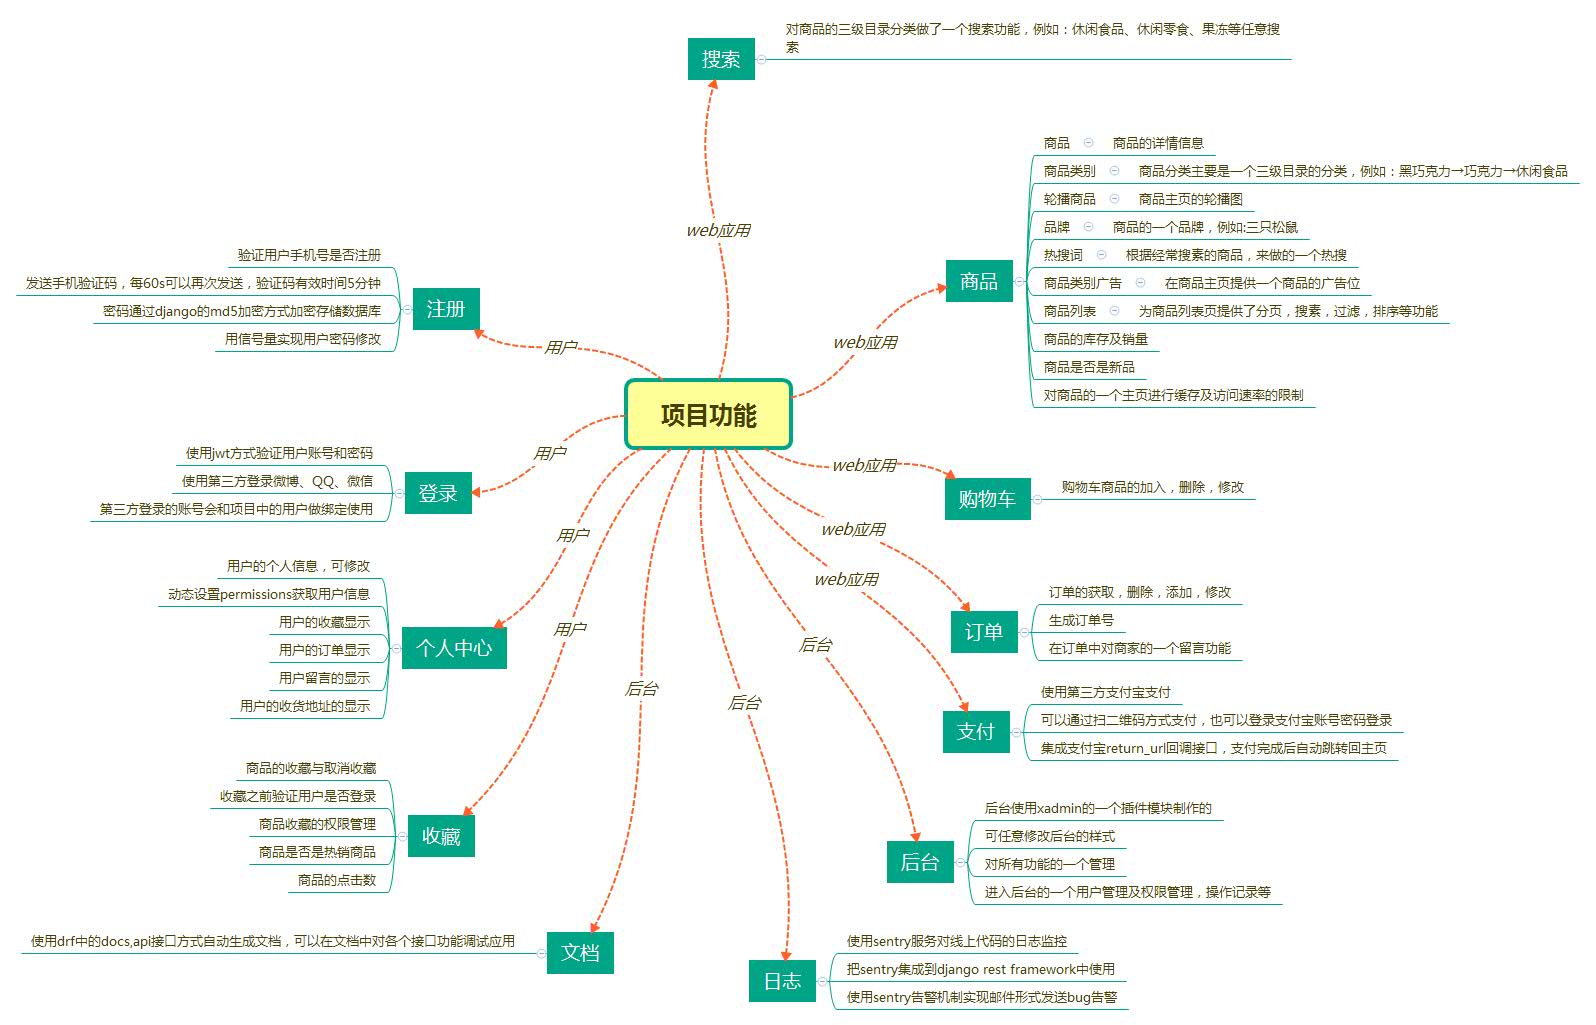 对商品的三级目录分类做了一个搜索功能，例如：休闲食品、休闲零食、果冻等任意搜
索
搜索
web应用
商品
商品 商品的详情信息
商品类别 商品分类主要是一个三级目录的分类，例如：黑巧克力→巧克力→休闲食品
轮播商品 商品主页的轮播图
品牌 商品的一个品牌，例如:三只松鼠
热搜词 根据经常搜素的商品，来做的一个热搜
商品类别广告 在商品主页提供一个商品的广告位
商品列表 为商品列表页提供了分页，搜素，过滤，排序等功能
商品的库存及销量
商品是否是新品
对商品的一个主页进行缓存及访问速率的限制
web应用
验证用户手机号是否注册
发送手机验证码，每60s可以再次发送，验证码有效时间5分钟
密码通过django的md5加密方式加密存储数据库
用信号量实现用户密码修改
注册
用户
项目功能
使用jwt方式验证用户账号和密码
使用第三方登录微博、QQ、微信
第三方登录的账号会和项目中的用户做绑定使用
登录
用户
web应用
购物车
购物车商品的加入，删除，修改
用户的个人信息，可修改
动态设置permissions获取用户信息
用户的收藏显示
用户的订单显示
用户留言的显示
用户的收货地址的显示
个人中心
用户
web应用
订单
订单的获取，删除，添加，修改
生成订单号
在订单中对商家的一个留言功能
web应用
支付
使用第三方支付宝支付
可以通过扫二维码方式支付，也可以登录支付宝账号密码登录
集成支付宝return_url回调接口，支付完成后自动跳转回主页
商品的收藏与取消收藏
收藏之前验证用户是否登录
商品收藏的权限管理
商品是否是热销商品
商品的点击数
收藏
用户
后台
后台
后台使用xadmin的一个插件模块制作的
可任意修改后台的样式
对所有功能的一个管理
进入后台的一个用户管理及权限管理，操作记录等
使用drf中的docs,api接口方式自动生成文档，可以在文档中对各个接口功能调试应用
文档
后台
后台
日志
使用sentry服务对线上代码的日志监控
把sentry集成到django rest framework中使用
使用sentry告警机制实现邮件形式发送bug告警